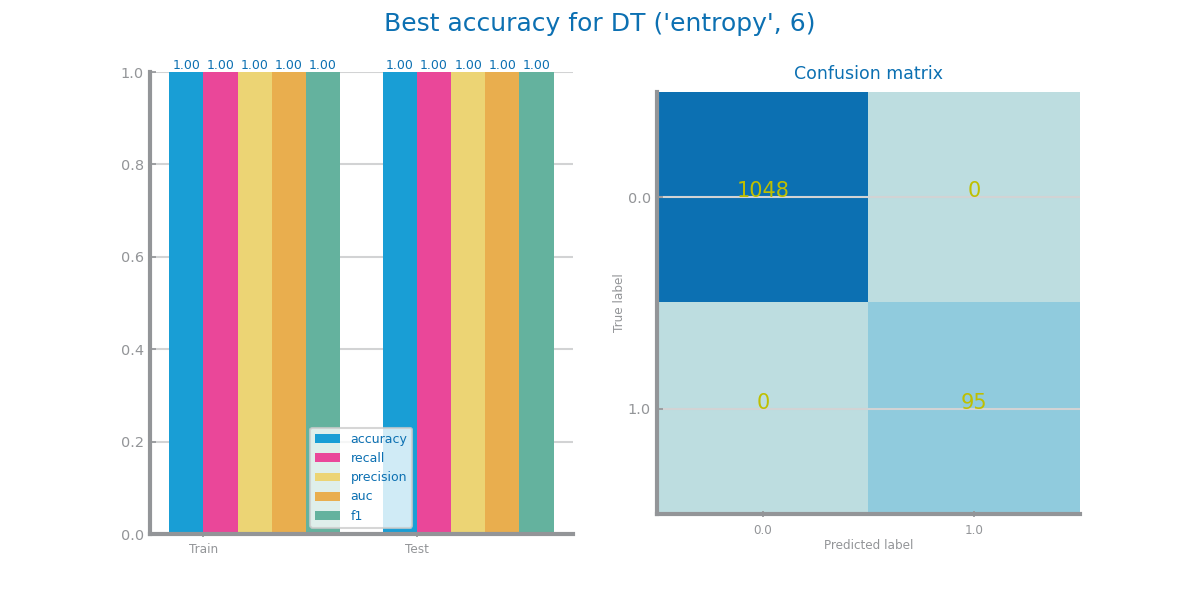 Best accuracy for DT ('entropy', 6)
1.00 1.00 1.00 1.00 1.00 1.00 1.00 1.00 1.00 1.00
1.0
0.8
0.6
0.4
0.2
0.0
accuracy
recall
precision
auc
f1
Train Test
Confusion matrix
True label
0.0
1.0
1048 0
0 95
0.0 1.0
Predicted label